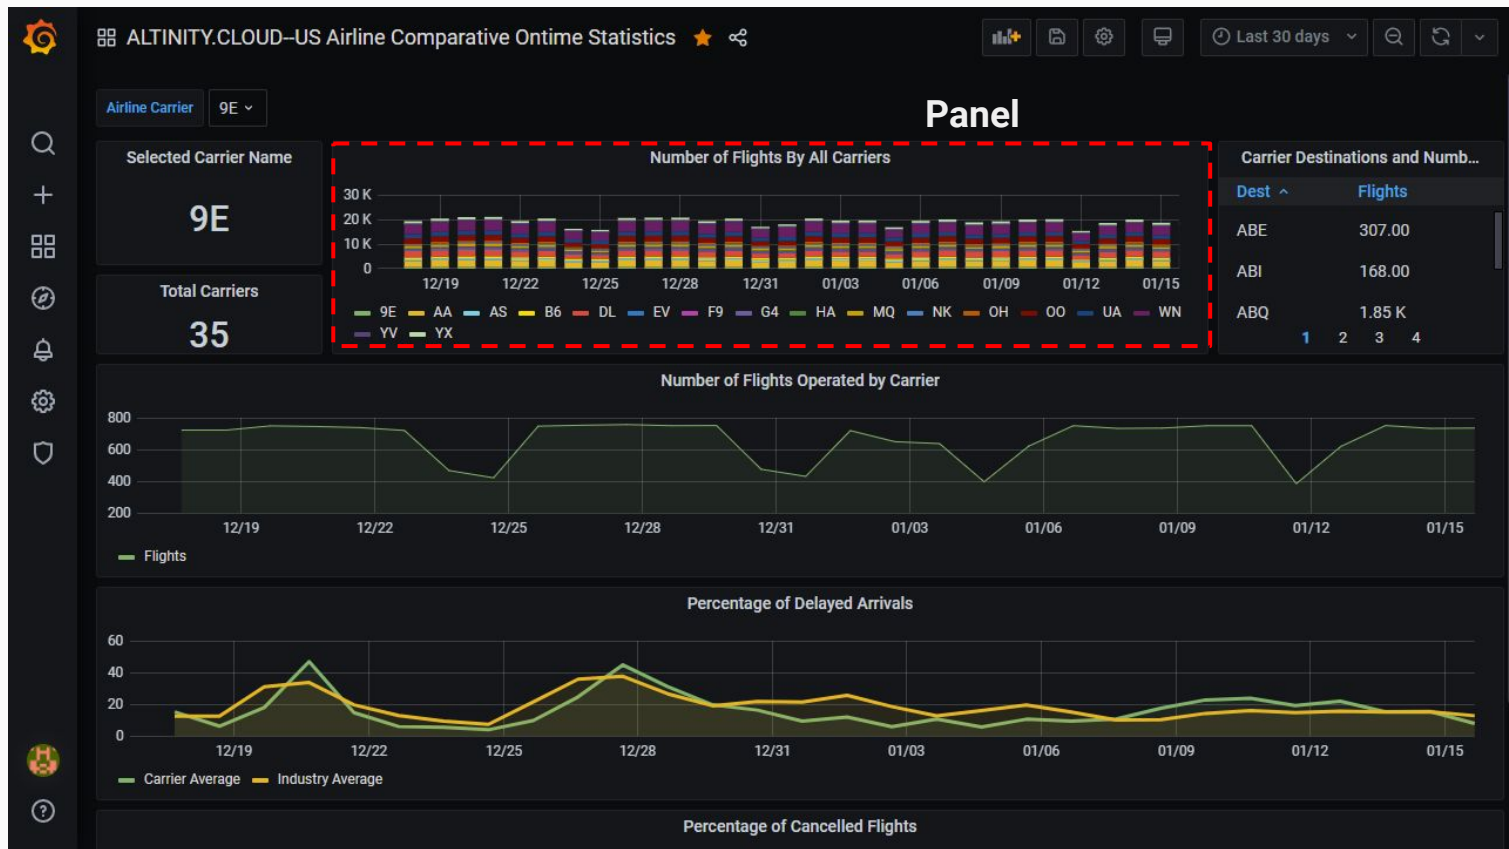 ALTINITY.CLOUD--US Airline Comparative Ontime Statistics
Last 30 days
Airline Carrier
9E
Panel
Selected Carrier Name
9E
Total Carriers
35
Number of Flights By All Carriers
30 K
20 K
10 K
0
12/19 12/22 12/25 12/28 12/31 01/03 01/06 01/09 01/12 01/15
9E AA AS B6 DL EV F9 G4 HA MQ NK OH OO UA WN
YV YX
Carrier Destinations and Numb...
Dest Flights
ABE 307.00
ABI 168.00
ABQ 1.85 K
1 2 3 4
Number of Flights Operated by Carrier
800
600
400
200
12/19 12/22 12/25 12/28 12/31 01/03 01/06 01/09 01/12 01/15
Flights
Percentage of Delayed Arrivals
60
40
20
0
12/19 12/22 12/25 12/28 12/31 01/03 01/06 01/09 01/12 01/15
Carrier Average Industry Average
Percentage of Cancelled Flights